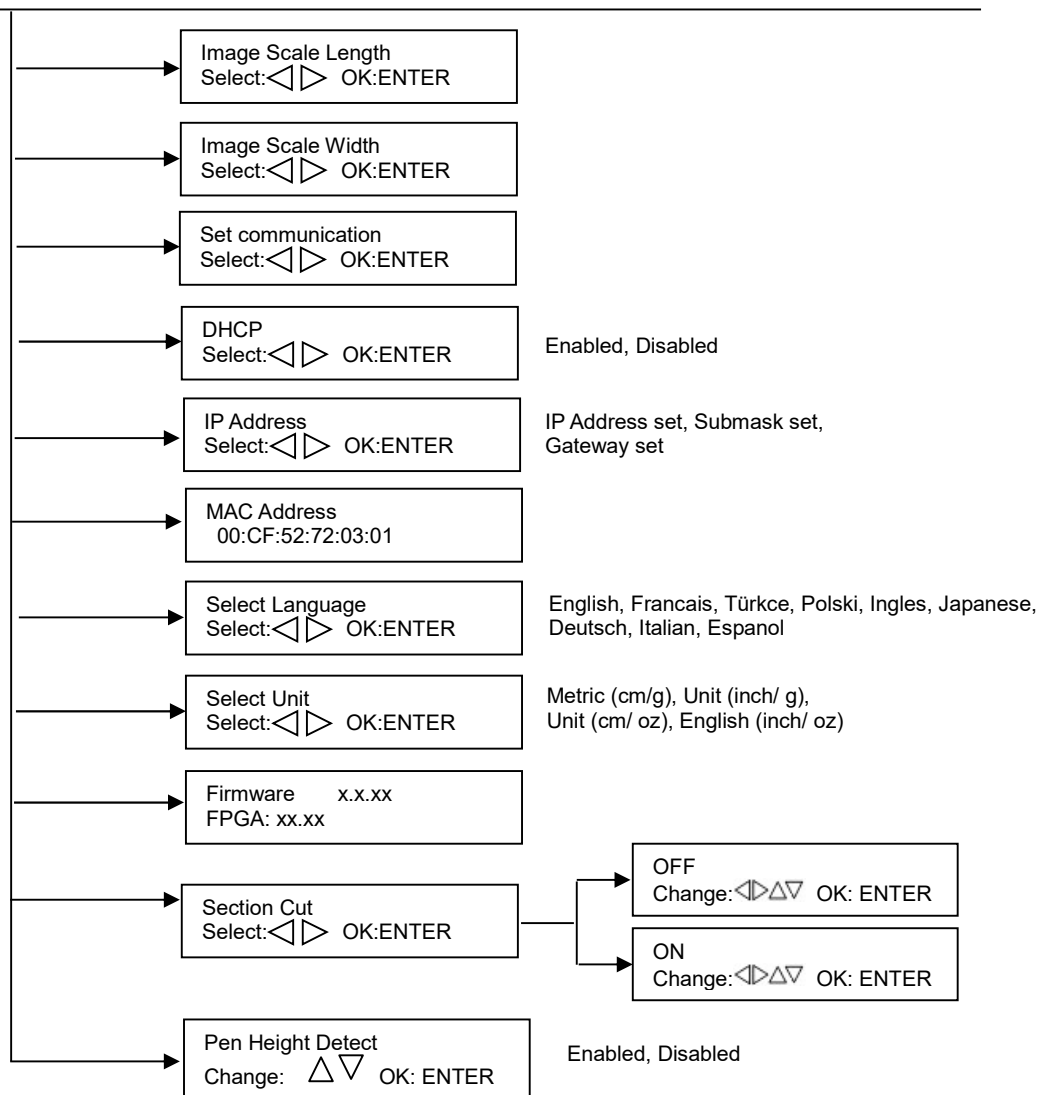 Image Scale Length
Select:◁ ▷ OK:ENTER
Image Scale Width
Select:◁ ▷ OK:ENTER
Set communication
Select:◁ ▷ OK:ENTER
DHCP
Select:◁ ▷ OK:ENTER
Enabled, Disabled
IP Address
Select:◁ ▷ OK:ENTER
IP Address set, Submask set,
Gateway set
MAC Address
00:CF:52:72:03:01
Select Language
Select:◁ ▷ OK:ENTER
English, Francais, Türkce, Polski, Ingles, Japanese,
Deutsch, Italian, Espanol
Select Unit
Select:◁ ▷ OK:ENTER
Metric (cm/g), Unit (inch/ g),
Unit (cm/ oz), English (inch/ oz)
Firmware x.x.xx
FPGA: xx.xx
Section Cut
Select:◁ ▷ OK:ENTER
OFF
Change:◁▷△▽ OK: ENTER
ON
Change:◁▷△▽ OK: ENTER
Pen Height Detect
Change: △ ▽ OK: ENTER
Enabled, Disabled